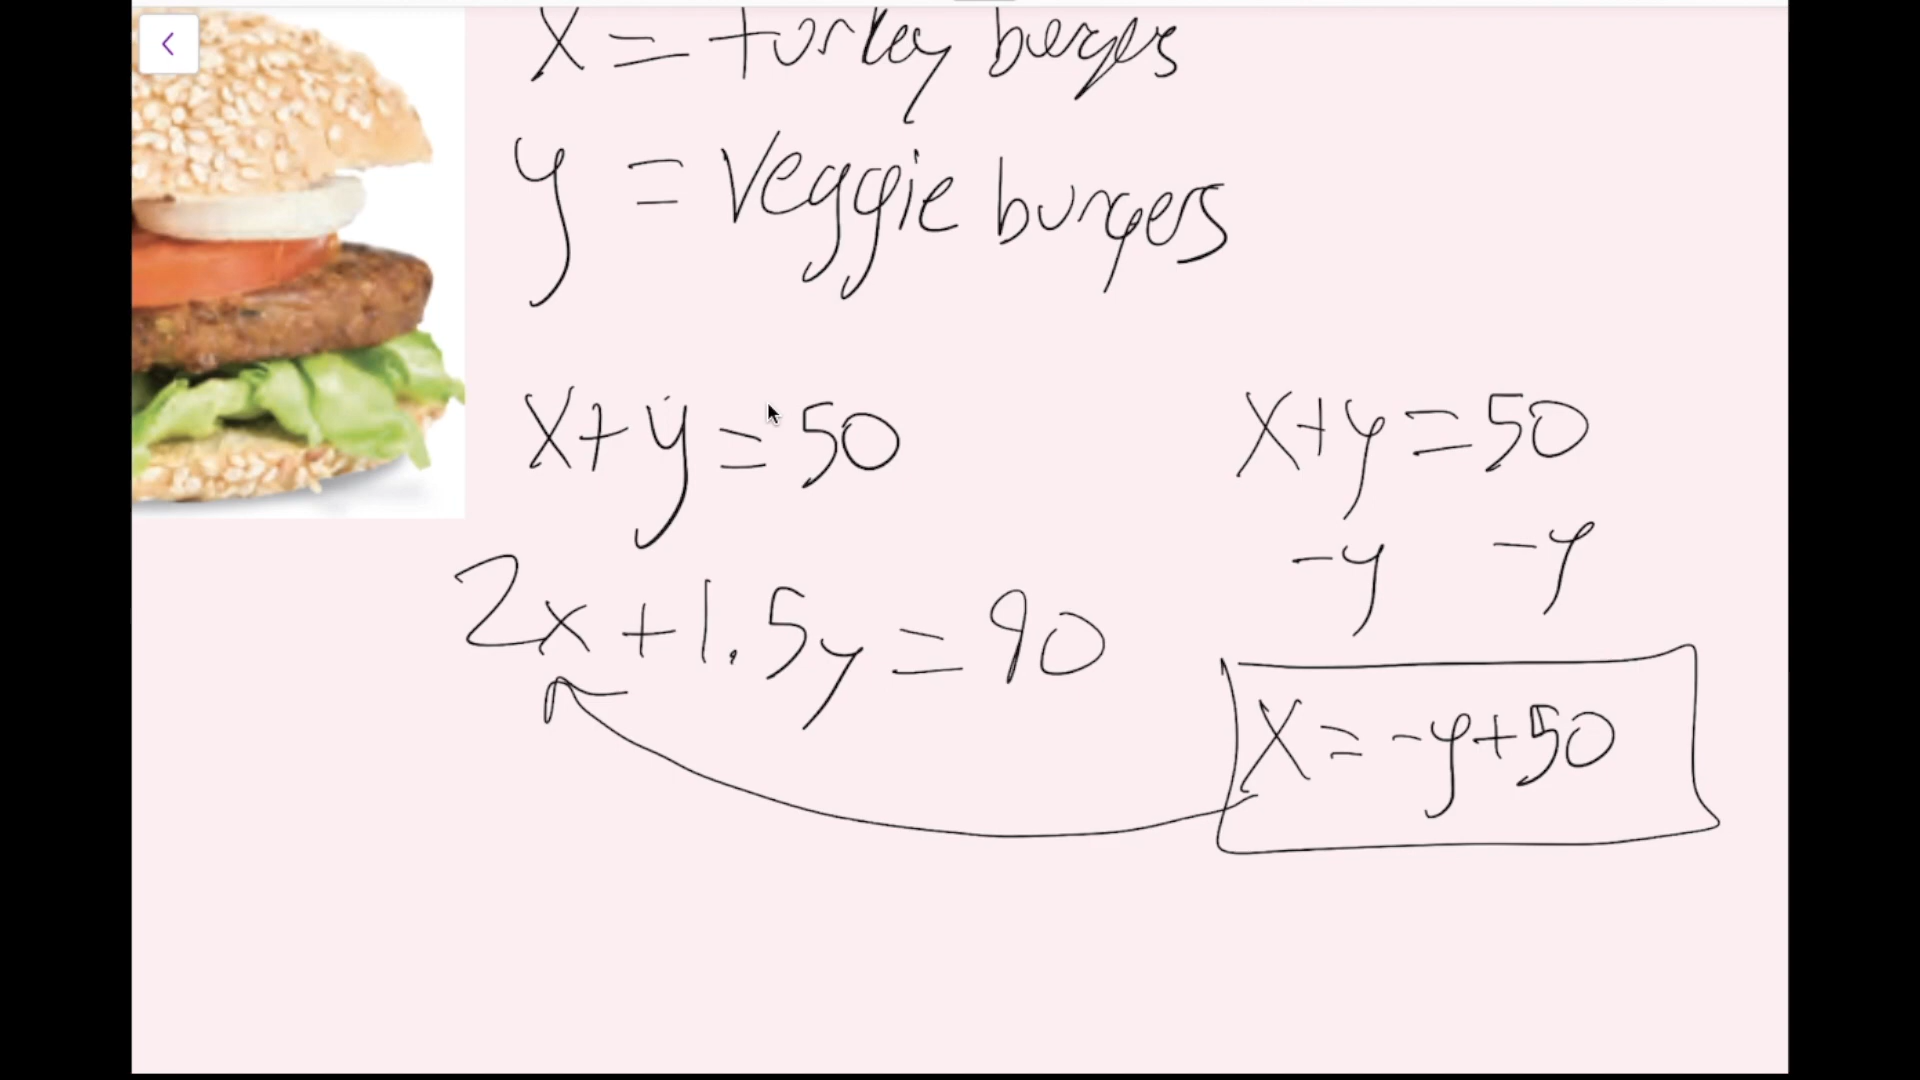 x = turkey burgers
y = Veggie burgers
x+y=50
2x+1.5y=90
x+y=50
-y -y
x=-y+50